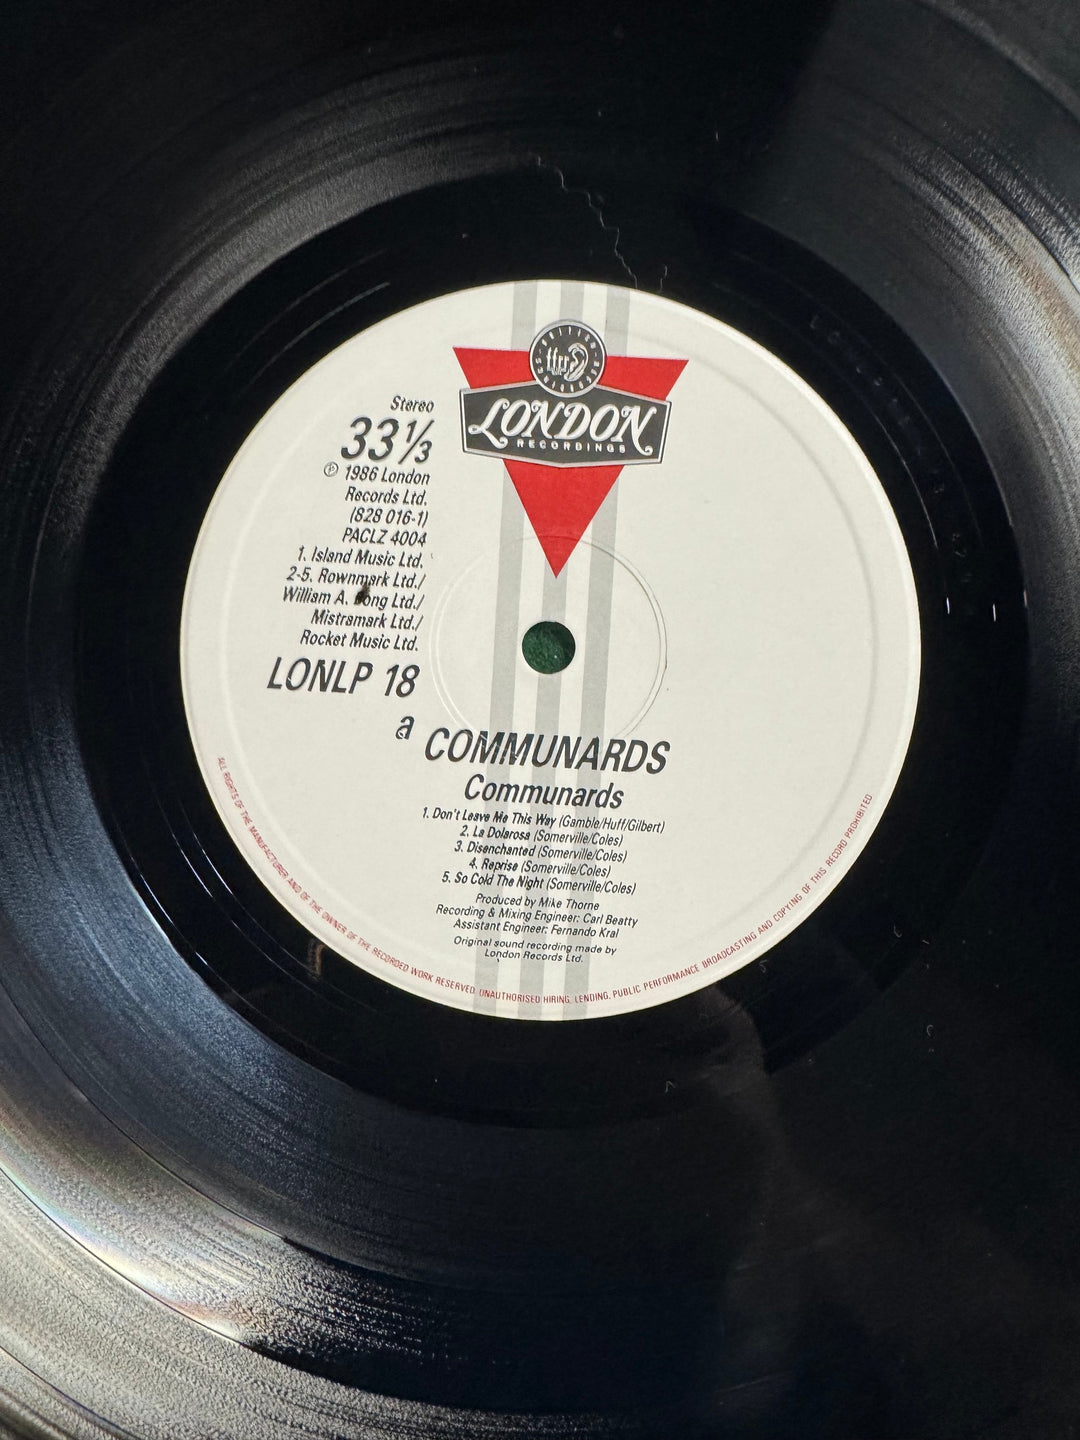 BRITISH
ffrr
RECORDINGS
LONDON
RECORDINGS
Stereo
33⅓
℗ 1986 London
Records Ltd.
(828 016-1)
PACLZ 4004
1. Island Music Ltd.
2-5. Rownmark Ltd./
William A. Bong Ltd./
Mistramark Ltd./
Rocket Music Ltd.
LONLP 18
a
COMMUNARDS
Communards
1. Don't Leave Me This Way (Gamble/Huff/Gilbert)
2. La Dolarosa (Somerville/Coles)
3. Disenchanted (Somerville/Coles)
4. Reprise (Somerville/Coles)
5. So Cold The Night (Somerville/Coles)
Produced by Mike Thorne
Recording & Mixing Engineer: Carl Beatty
Assistant Engineer: Fernando Kral
Original sound recording made by
London Records Ltd.
ALL RIGHTS OF THE MANUFACTURER AND OF THE OWNER OF THE RECORDED WORK RESERVED. UNAUTHORISED HIRING, LENDING, PUBLIC PERFORMANCE BROADCASTING AND COPYING OF THIS RECORD PROHIBITED